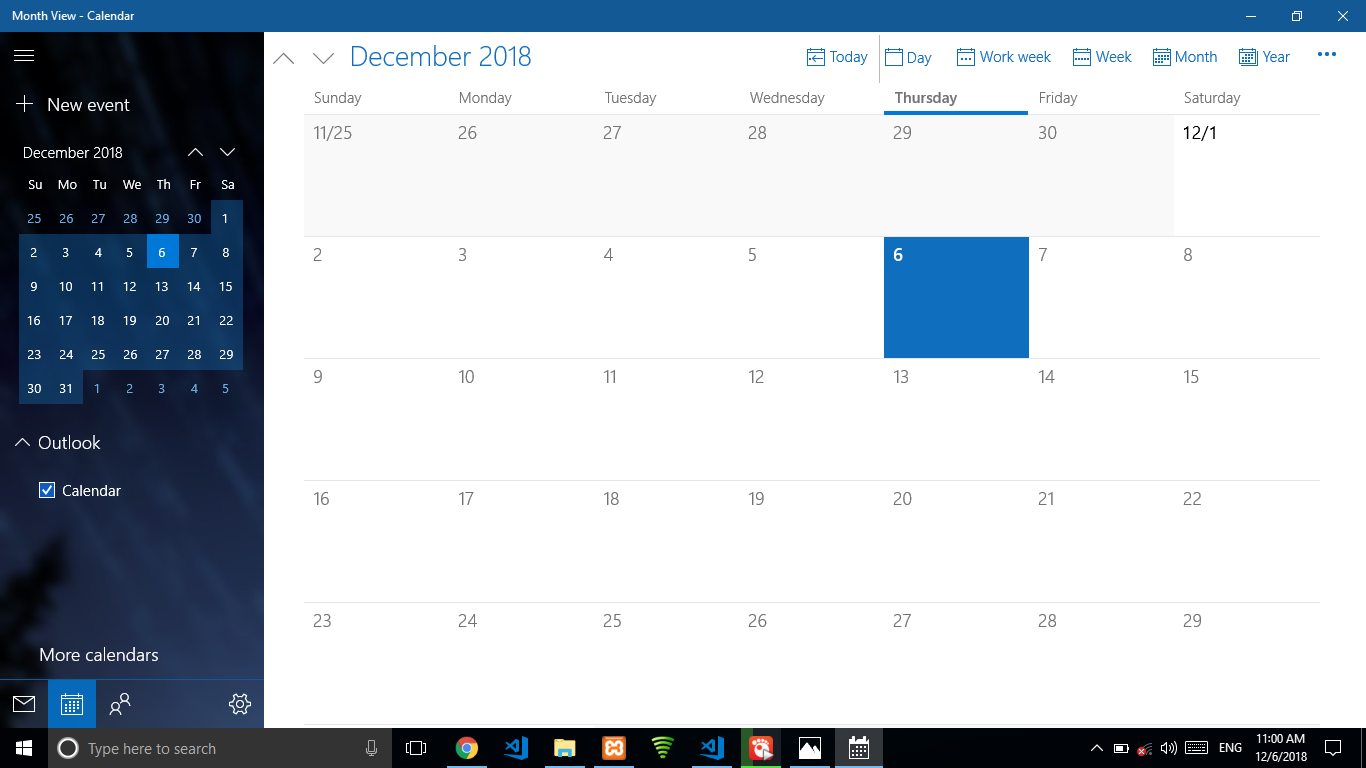 Month View - Calendar
New event
December 2018
Su Mo Tu We Th Fr Sa
25 26 27 28 29 30 1
2 3 4 5 6 7 8
9 10 11 12 13 14 15
16 17 18 19 20 21 22
23 24 25 26 27 28 29
30 31 1 2 3 4 5
Outlook
Calendar
More calendars
December 2018
Today Day Work week Week Month Year
Sunday Monday Tuesday Wednesday Thursday Friday Saturday
11/25 26 27 28 29 30 12/1
2 3 4 5 6 7 8
9 10 11 12 13 14 15
16 17 18 19 20 21 22
23 24 25 26 27 28 29
Type here to search
ENG
11:00 AM
12/6/2018